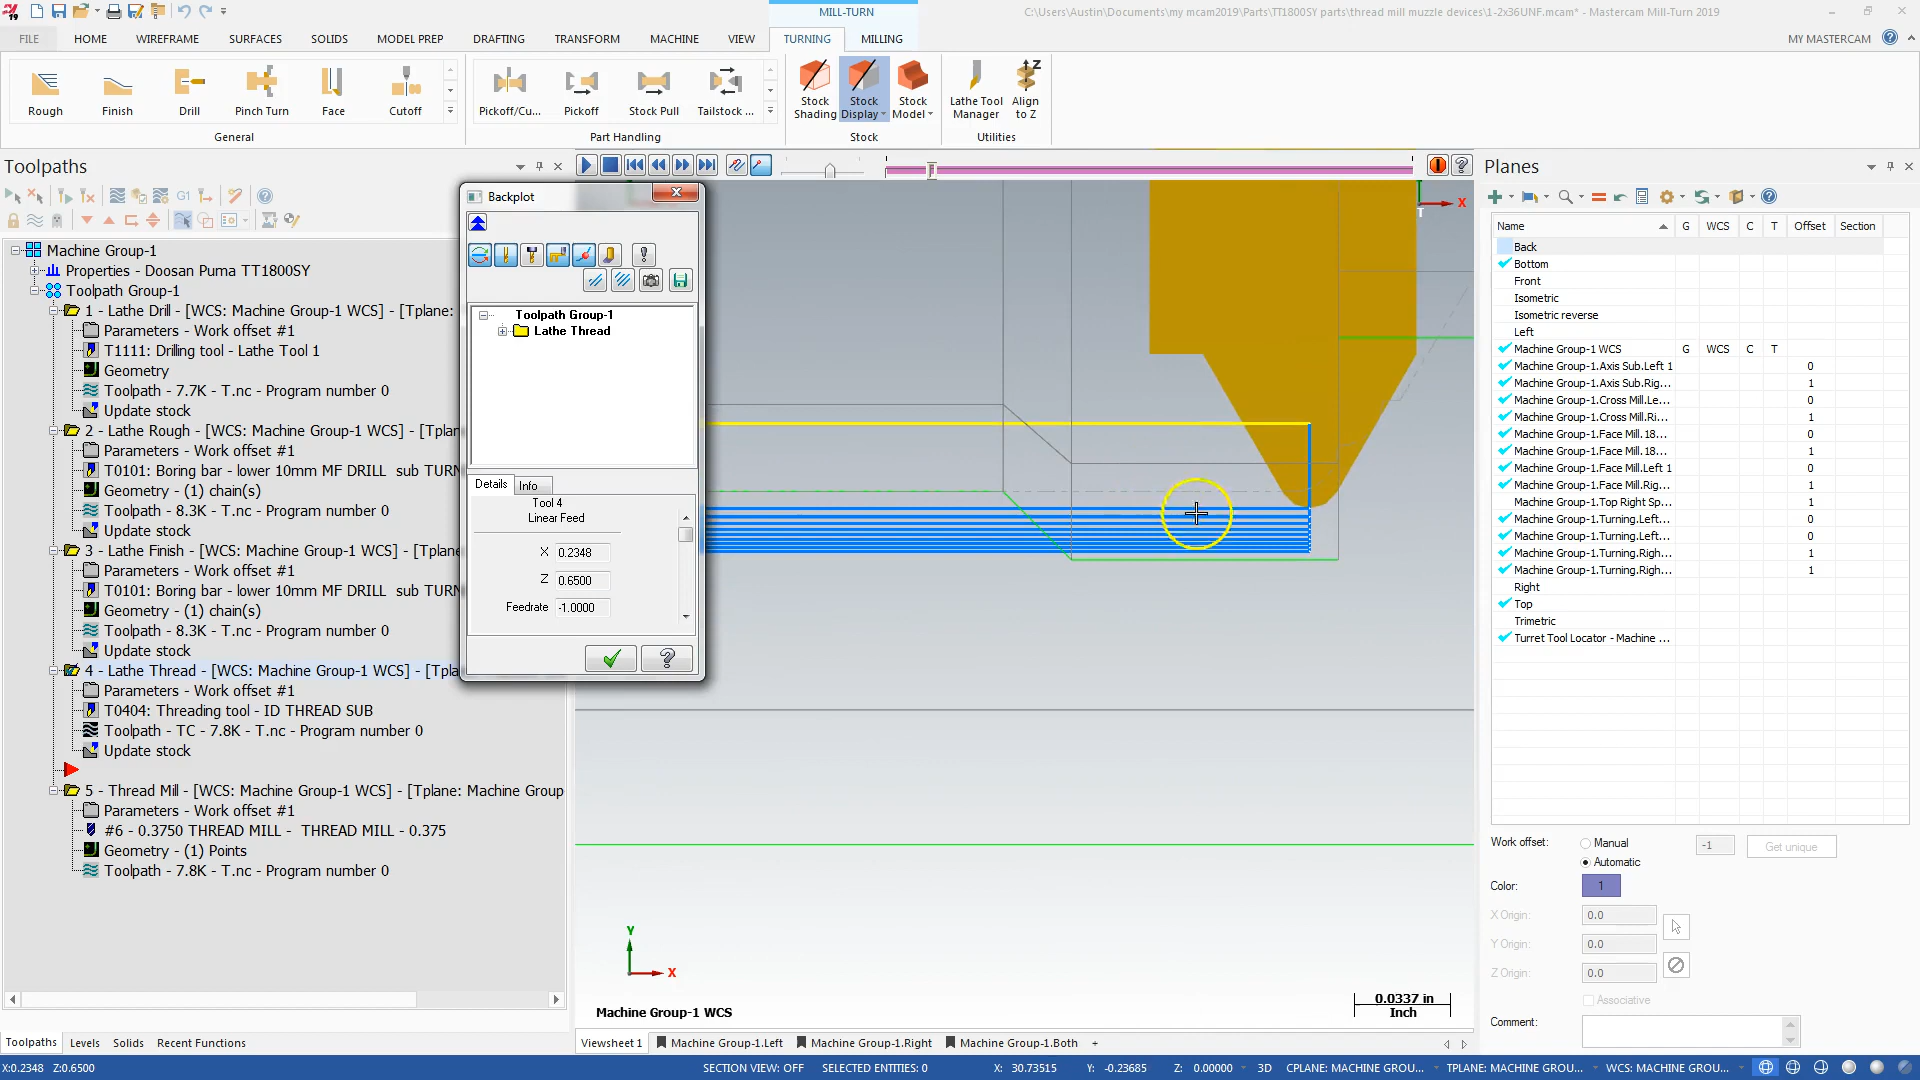 MILL-TURN
C:\Users\Austin\Documents\my mcam2019\Parts\TT1800SY parts\thread mill muzzle devices\1-2x36UNF.mcam* - Mastercam Mill-Turn 2019
19
FILE HOME WIREFRAME SURFACES SOLIDS MODEL PREP DRAFTING TRANSFORM MACHINE VIEW TURNING MILLING MY MASTERCAM
Rough Finish Drill Pinch Turn Face Cutoff Pickoff/Cu... Pickoff Stock Pull Tailstock ...
Stock Shading Stock Display Stock Model Lathe Tool Manager Align to Z
General Part Handling Stock Utilities
Toolpaths
G1
Machine Group-1
Properties - Doosan Puma TT1800SY
Toolpath Group-1
1 - Lathe Drill - [WCS: Machine Group-1 WCS] - [Tplane:
Parameters - Work offset #1
T1111: Drilling tool - Lathe Tool 1
Geometry
Toolpath - 7.7K - T.nc - Program number 0
Update stock
2 - Lathe Rough - [WCS: Machine Group-1 WCS] - [Tplan
Parameters - Work offset #1
T0101: Boring bar - lower 10mm MF DRILL sub TURN
Geometry - (1) chain(s)
Toolpath - 8.3K - T.nc - Program number 0
Update stock
3 - Lathe Finish - [WCS: Machine Group-1 WCS] - [Tplane
Parameters - Work offset #1
T0101: Boring bar - lower 10mm MF DRILL sub TURN
Geometry - (1) chain(s)
Toolpath - 8.3K - T.nc - Program number 0
Update stock
4 - Lathe Thread - [WCS: Machine Group-1 WCS] - [Tpla
Parameters - Work offset #1
T0404: Threading tool - ID THREAD SUB
Toolpath - TC - 7.8K - T.nc - Program number 0
Update stock
5 - Thread Mill - [WCS: Machine Group-1 WCS] - [Tplane: Machine Group
Parameters - Work offset #1
#6 - 0.3750 THREAD MILL - THREAD MILL - 0.375
Geometry - (1) Points
Toolpath - 7.8K - T.nc - Program number 0
Toolpaths Levels Solids Recent Functions
Backplot
Toolpath Group-1
Lathe Thread
Details Info
Tool 4
Linear Feed
X 0.2348
Z 0.6500
Feedrate -1.0000
X
T
Y
X
Machine Group-1 WCS
0.0337 in
Inch
Viewsheet 1 Machine Group-1.Left Machine Group-1.Right Machine Group-1.Both +
Planes
Name G WCS C T Offset Section
Back
Bottom
Front
Isometric
Isometric reverse
Left
Machine Group-1 WCS G WCS C T
Machine Group-1.Axis Sub.Left 1 0
Machine Group-1.Axis Sub.Rig... 1
Machine Group-1.Cross Mill.Le... 0
Machine Group-1.Cross Mill.Ri... 1
Machine Group-1.Face Mill. 18... 0
Machine Group-1.Face Mill. 18... 1
Machine Group-1.Face Mill.Left 1 0
Machine Group-1.Face Mill.Rig... 1
Machine Group-1.Top Right Sp...
Machine Group-1.Turning.Left... 0
Machine Group-1.Turning.Left... 0
Machine Group-1.Turning.Righ... 1
Machine Group-1.Turning.Righ... 1
Right
Top
Trimetric
Turret Tool Locator - Machine ...
Work offset: Manual -1 Get unique
Automatic
Color: 1
X Origin: 0.0
Y Origin: 0.0
Z Origin: 0.0
Associative
Comment:
X:0.2348 Z:0.6500 SECTION VIEW: OFF SELECTED ENTITIES: 0 X: 30.73515 Y: -0.23685 Z: 0.00000 3D CPLANE: MACHINE GROU... TPLANE: MACHINE GROU... WCS: MACHINE GROU...